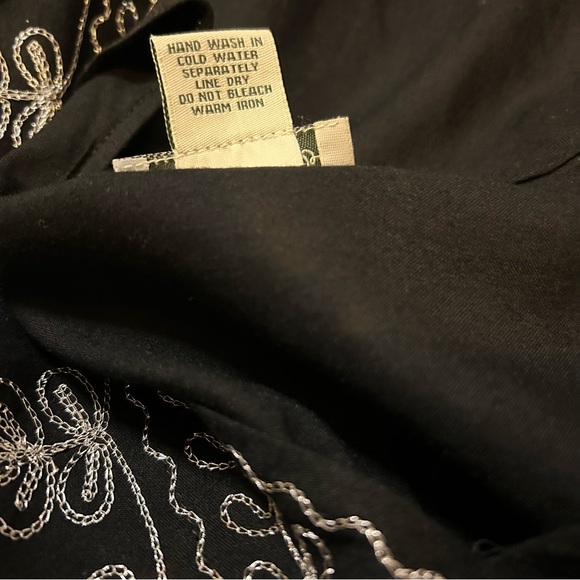 HAND WASH IN
COLD WATER
SEPARATELY
LINE DRY
DO NOT BLEACH
WARM IRON